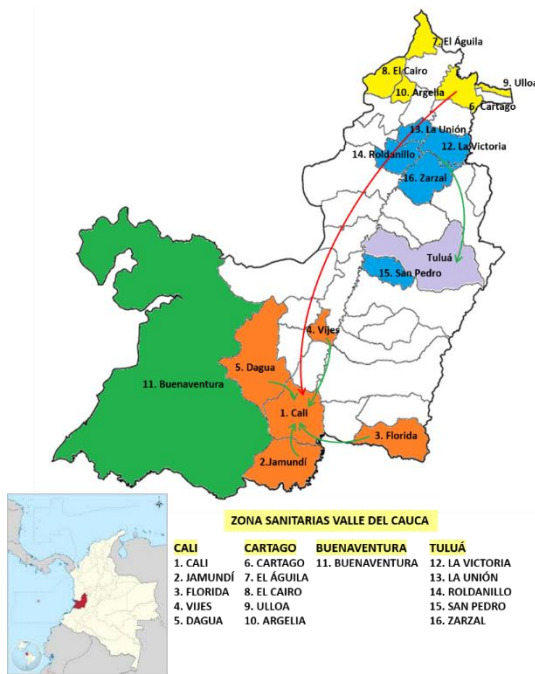 7. El Águila
8. El Cairo
9. Ulloa
10. Argelia
6. Cartago
13. La Unión
14. Roldanillo
12. La Victoria
16. Zarzal
Tuluá
15. San Pedro
4. Vijes
5. Dagua
11. Buenaventura
1. Cali
3. Florida
2.Jamundí
ZONA SANITARIAS VALLE DEL CAUCA
CALI CARTAGO BUENAVENTURA TULUÁ
1. CALI 6. CARTAGO 11. BUENAVENTURA 12. LA VICTORIA
2. JAMUNDÍ 7. EL ÁGUILA 13. LA UNIÓN
3. FLORIDA 8. EL CAIRO 14. ROLDANILLO
4. VIJES 9. ULLOA 15. SAN PEDRO
5. DAGUA 10. ARGELIA 16. ZARZAL